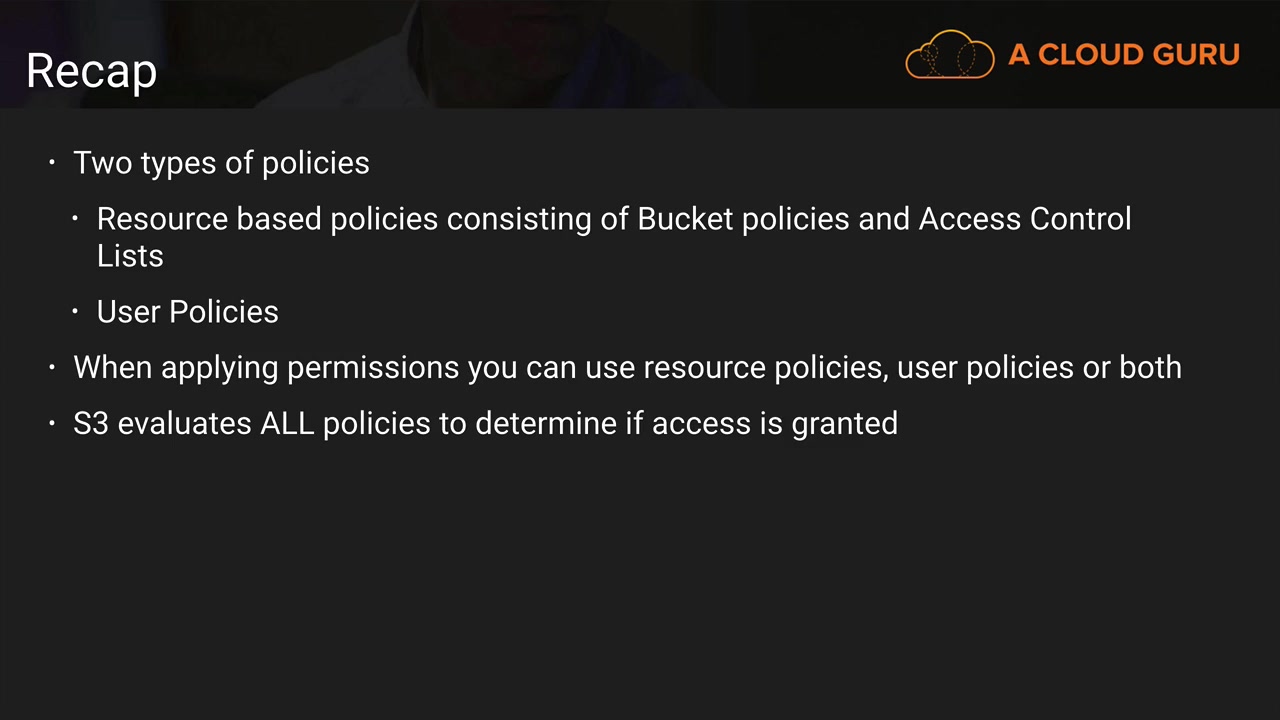 Recap
A CLOUD GURU
• Two types of policies
• Resource based policies consisting of Bucket policies and Access Control
Lists
• User Policies
• When applying permissions you can use resource policies, user policies or both
• S3 evaluates ALL policies to determine if access is granted